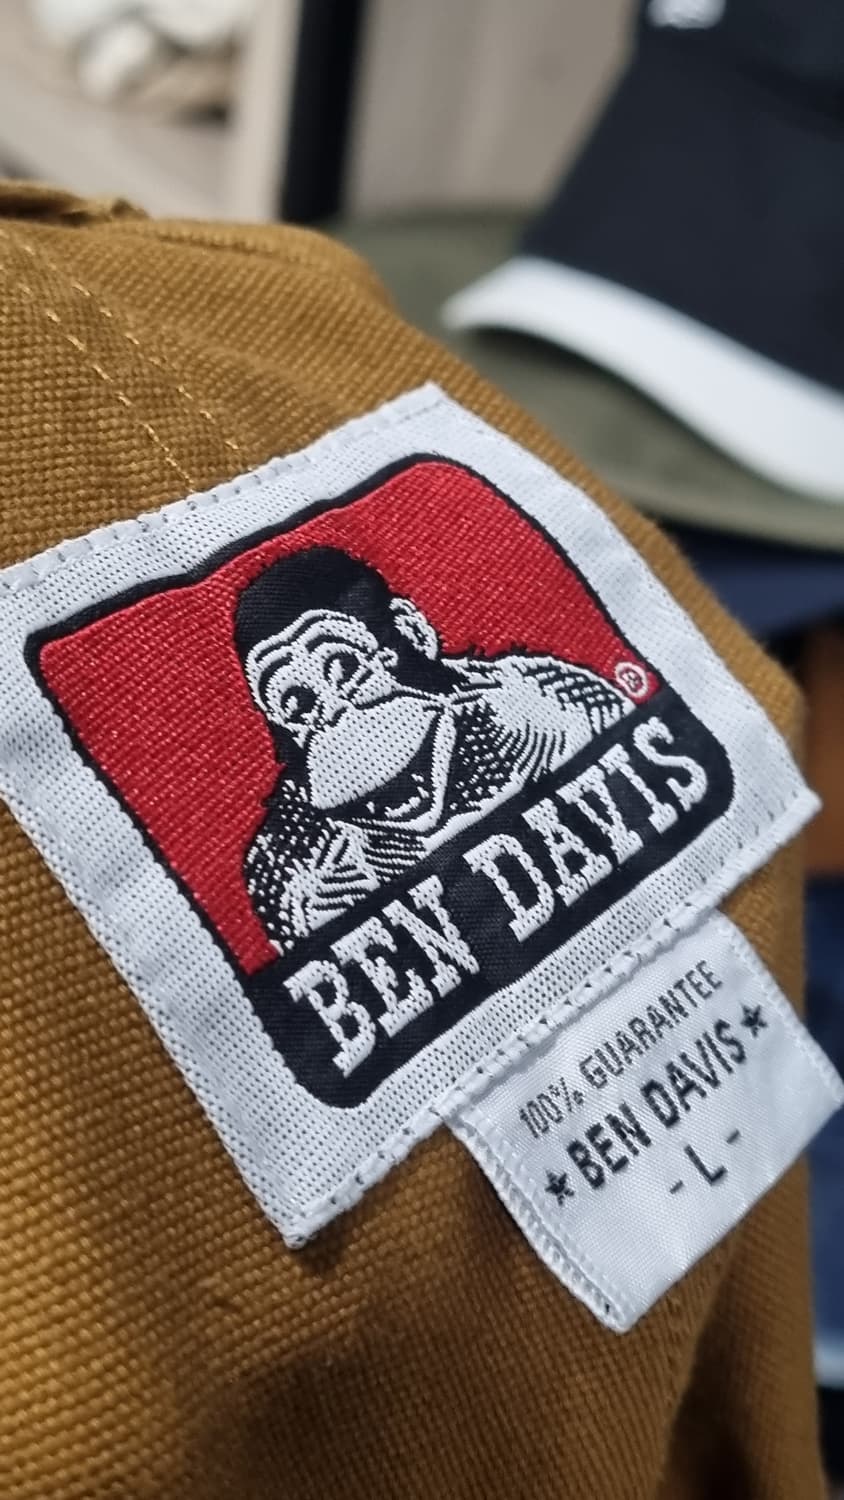 ®
BEN DAVIS
100% GUARANTEE
★ BEN DAVIS ★
- L -